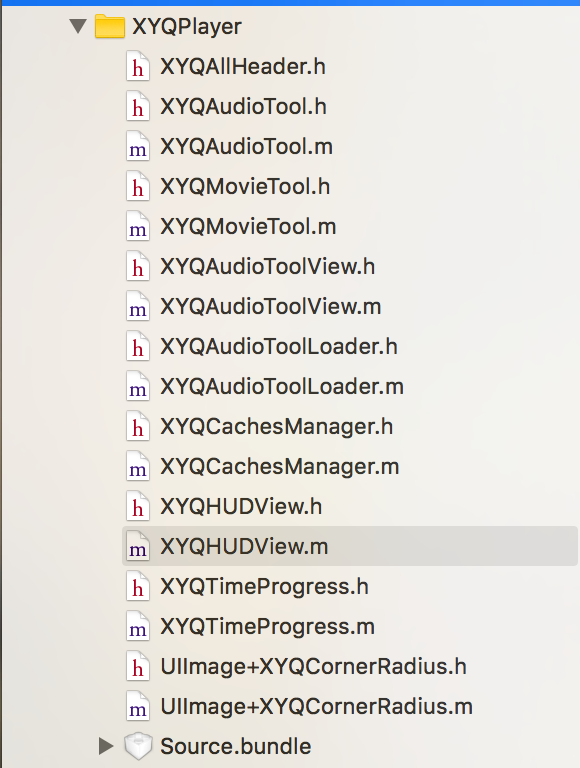 XYQPlayer
h XYQAllHeader.h
h XYQAudioTool.h
m XYQAudioTool.m
h XYQMovieTool.h
m XYQMovieTool.m
h XYQAudioToolView.h
m XYQAudioToolView.m
h XYQAudioToolLoader.h
m XYQAudioToolLoader.m
h XYQCachesManager.h
m XYQCachesManager.m
h XYQHUDView.h
m XYQHUDView.m
h XYQTimeProgress.h
m XYQTimeProgress.m
h UIImage+XYQCornerRadius.h
m UIImage+XYQCornerRadius.m
Source.bundle